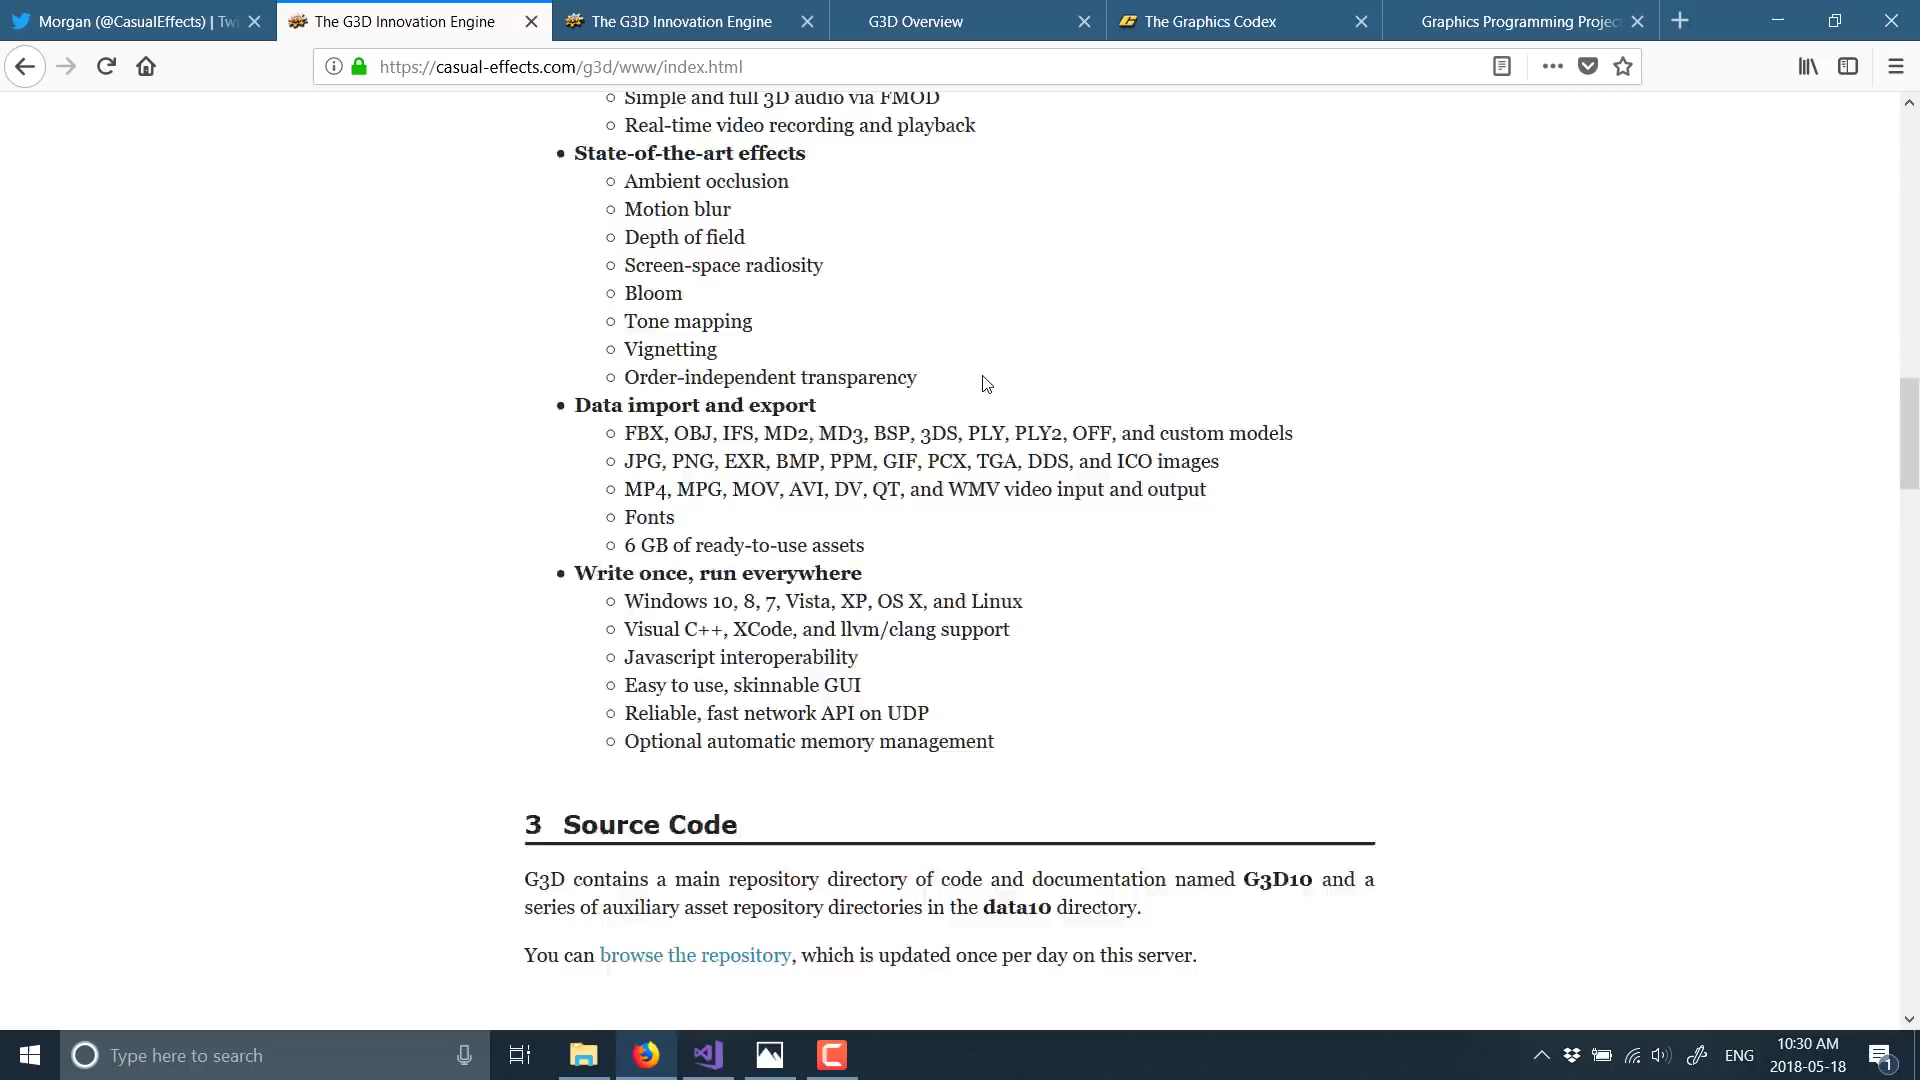 Morgan (@CasualEffects) | Tw
The G3D Innovation Engine
The G3D Innovation Engine
G3D Overview
The Graphics Codex
Graphics Programming Projec
https://casual-effects.com/g3d/www/index.html
Simple and full 3D audio via FMOD
Real-time video recording and playback
State-of-the-art effects
Ambient occlusion
Motion blur
Depth of field
Screen-space radiosity
Bloom
Tone mapping
Vignetting
Order-independent transparency
Data import and export
FBX, OBJ, IFS, MD2, MD3, BSP, 3DS, PLY, PLY2, OFF, and custom models
JPG, PNG, EXR, BMP, PPM, GIF, PCX, TGA, DDS, and ICO images
MP4, MPG, MOV, AVI, DV, QT, and WMV video input and output
Fonts
6 GB of ready-to-use assets
Write once, run everywhere
Windows 10, 8, 7, Vista, XP, OS X, and Linux
Visual C++, XCode, and llvm/clang support
Javascript interoperability
Easy to use, skinnable GUI
Reliable, fast network API on UDP
Optional automatic memory management
3 Source Code
G3D contains a main repository directory of code and documentation named G3D10 and a
series of auxiliary asset repository directories in the data10 directory.
You can browse the repository, which is updated once per day on this server.
Type here to search
ENG
10:30 AM
2018-05-18
1